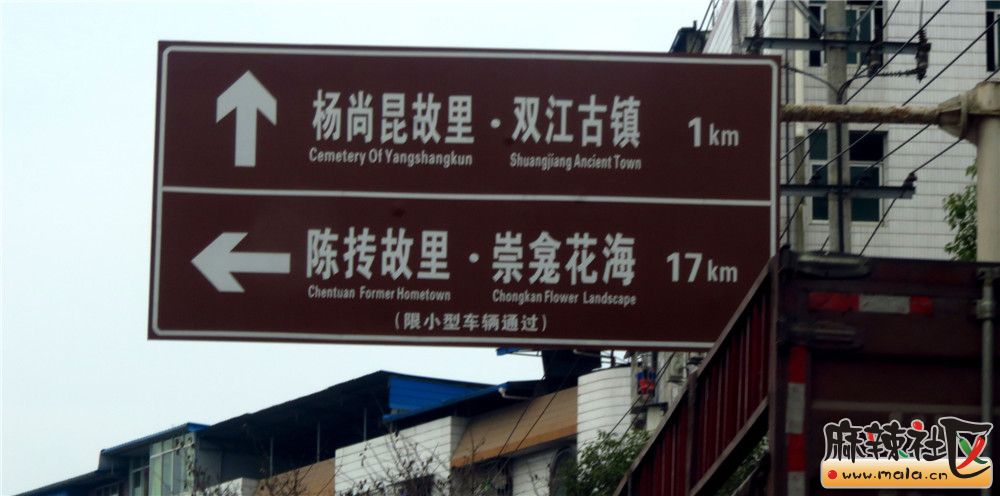 杨尚昆故里·双江古镇 1km
Cemetery Of Yangshangkun Shuangjiang Ancient Town
陈抟故里·崇龛花海 17km
Chentuan Former Hometown Chongkan Flower Landscape
(限小型车辆通过)
麻辣社区
www.mala.cn